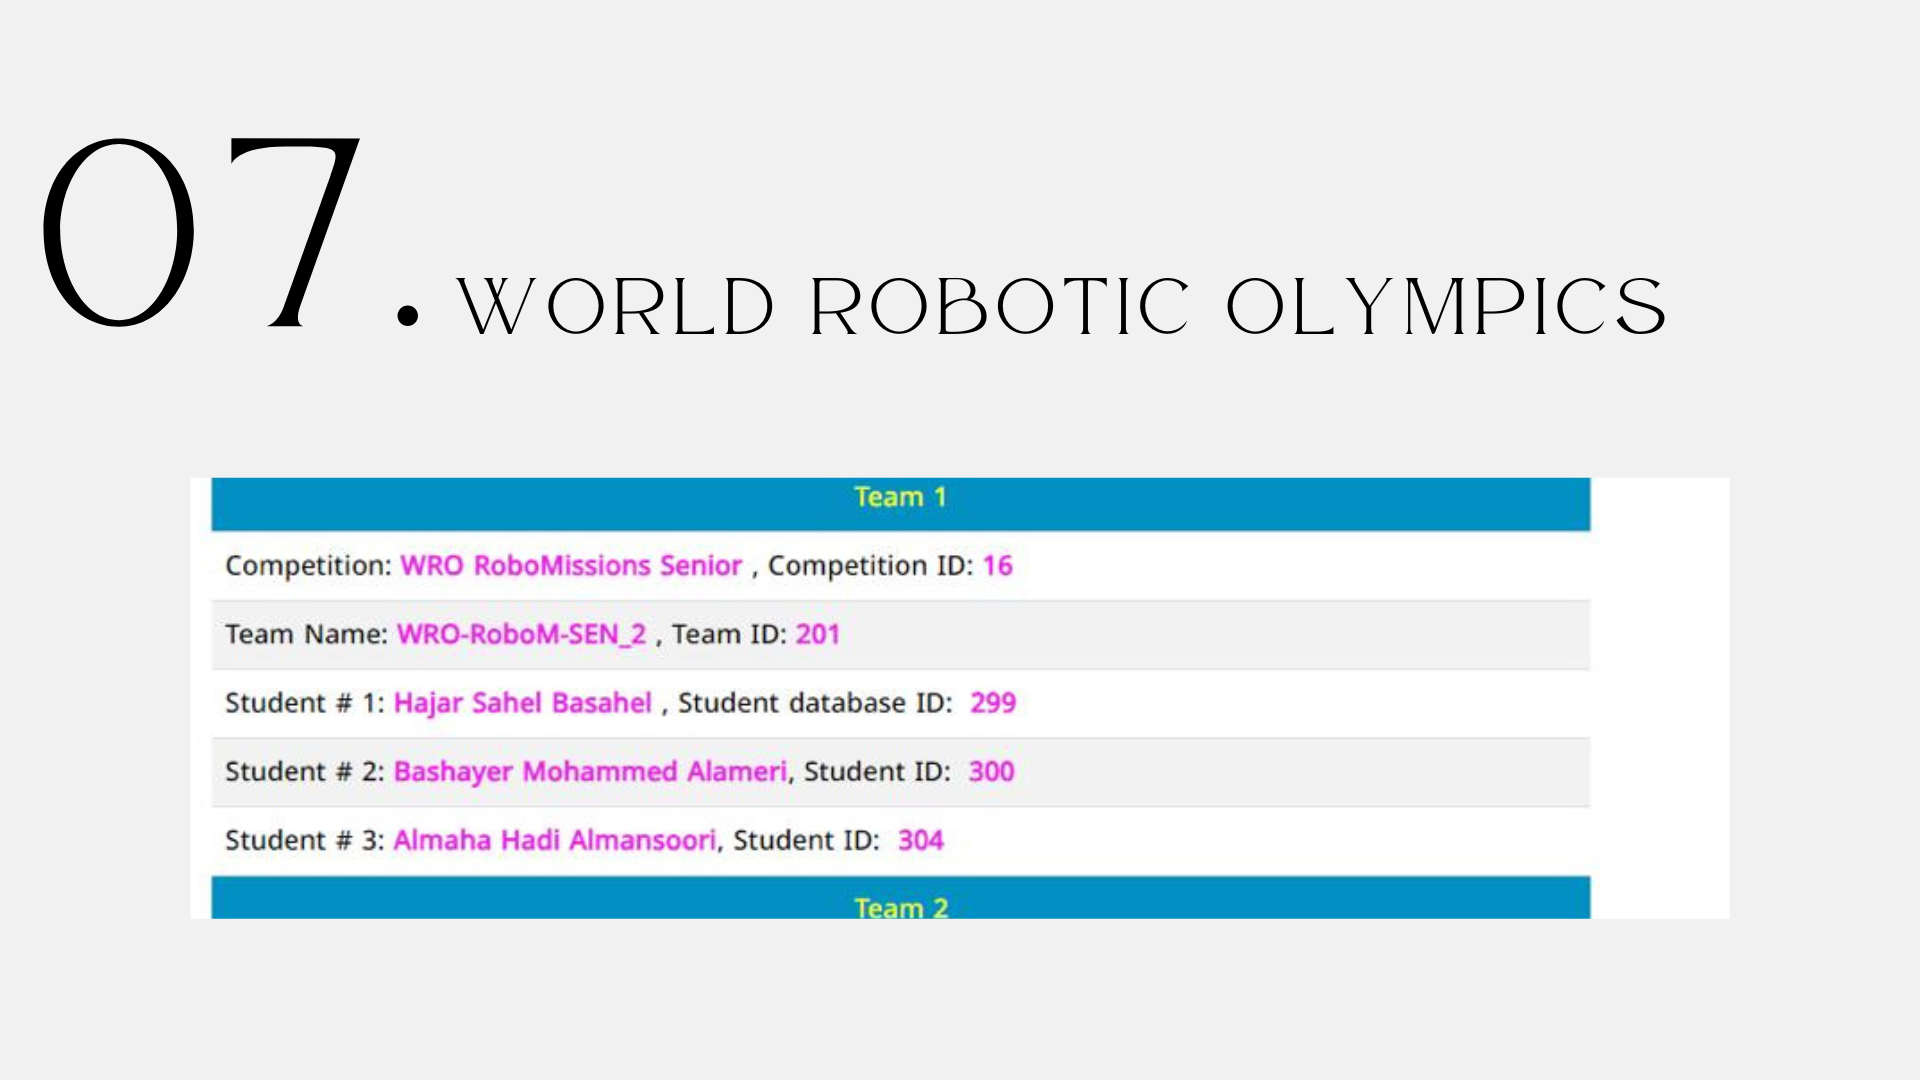 07. WORLD ROBOTIC OLYMPICS
Team 1
Competition: WRO RoboMissions Senior , Competition ID: 16
Team Name: WRO-RoboM-SEN_2 , Team ID: 201
Student # 1: Hajar Sahel Basahel , Student database ID: 299
Student # 2: Bashayer Mohammed Alameri, Student ID: 300
Student # 3: Almaha Hadi Almansoori, Student ID: 304
Team 2